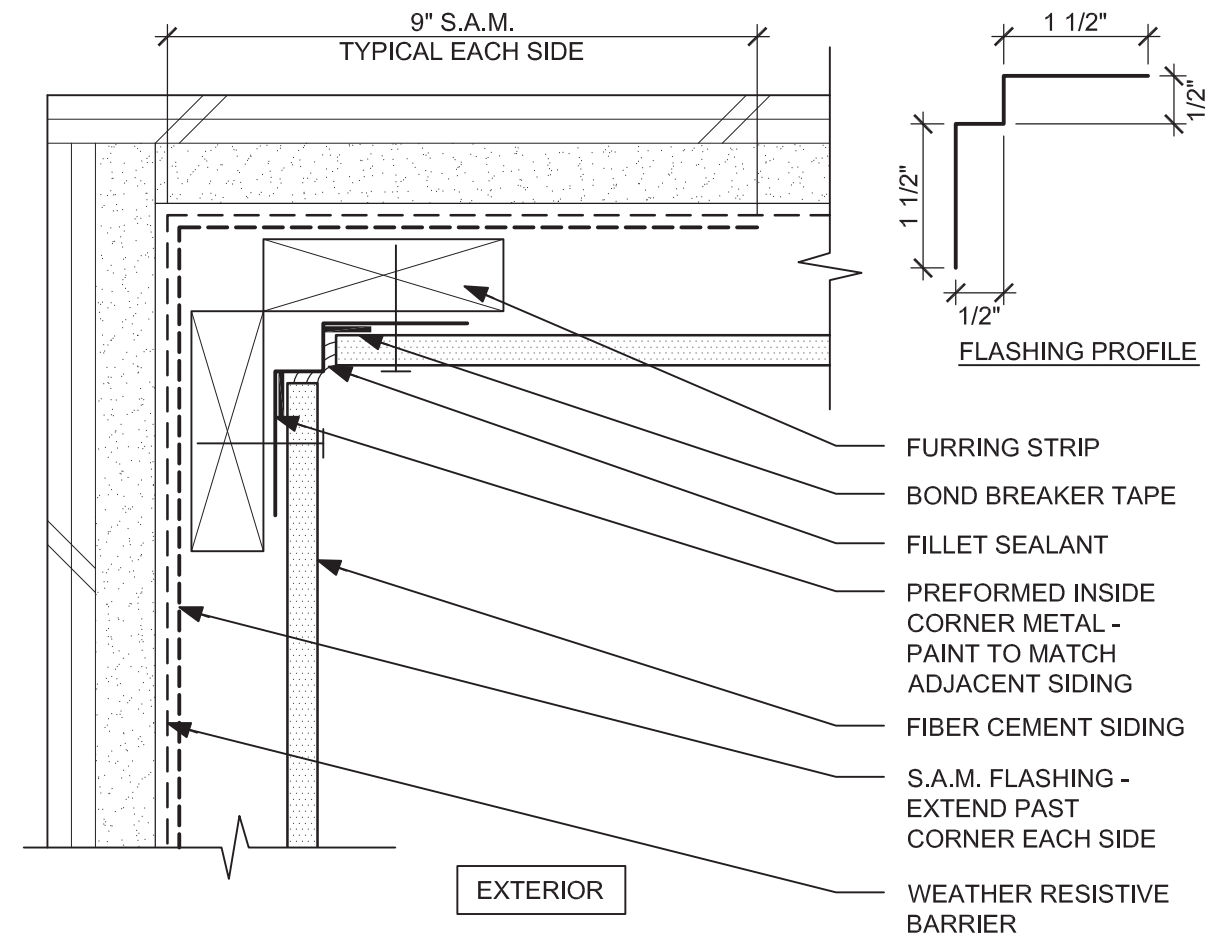 9" S.A.M.
TYPICAL EACH SIDE
1 1/2"
1/2"
1 1/2"
1/2"
FLASHING PROFILE
FURRING STRIP
BOND BREAKER TAPE
FILLET SEALANT
PREFORMED INSIDE
CORNER METAL -
PAINT TO MATCH
ADJACENT SIDING
FIBER CEMENT SIDING
S.A.M. FLASHING -
EXTEND PAST
CORNER EACH SIDE
WEATHER RESISTIVE
BARRIER
EXTERIOR